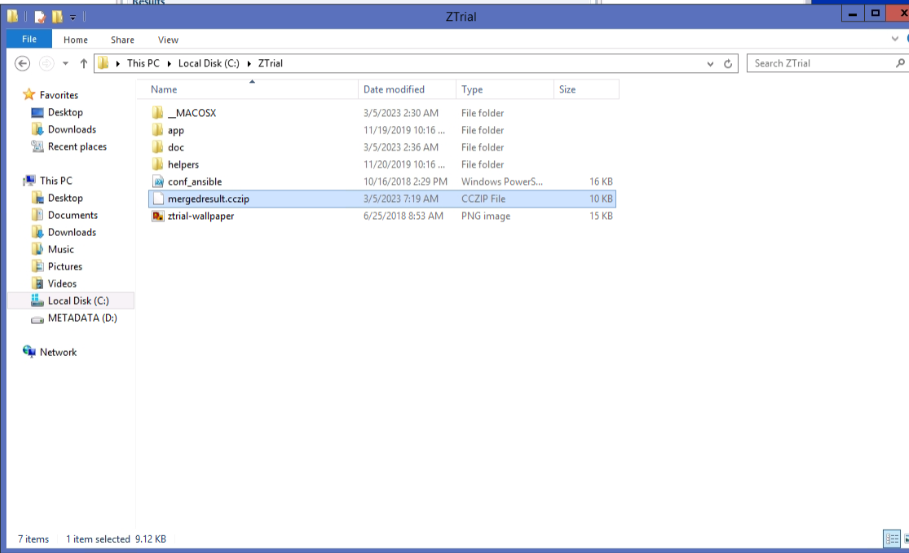 Results
ZTrial
File Home Share View
This PC Local Disk (C:) ZTrial
Search ZTrial
Favorites
Desktop
Downloads
Recent places
This PC
Desktop
Documents
Downloads
Music
Pictures
Videos
Local Disk (C:)
METADATA (D:)
Network
Name Date modified Type Size
__MACOSX 3/5/2023 2:30 AM File folder
app 11/19/2019 10:16 ... File folder
doc 3/5/2023 2:36 AM File folder
helpers 11/20/2019 10:16 ... File folder
conf_ansible 10/16/2018 2:29 PM Windows PowerS... 16 KB
mergedresult.cczip 3/5/2023 7:19 AM CCZIP File 10 KB
ztrial-wallpaper 6/25/2018 8:53 AM PNG image 15 KB
7 items 1 item selected 9.12 KB